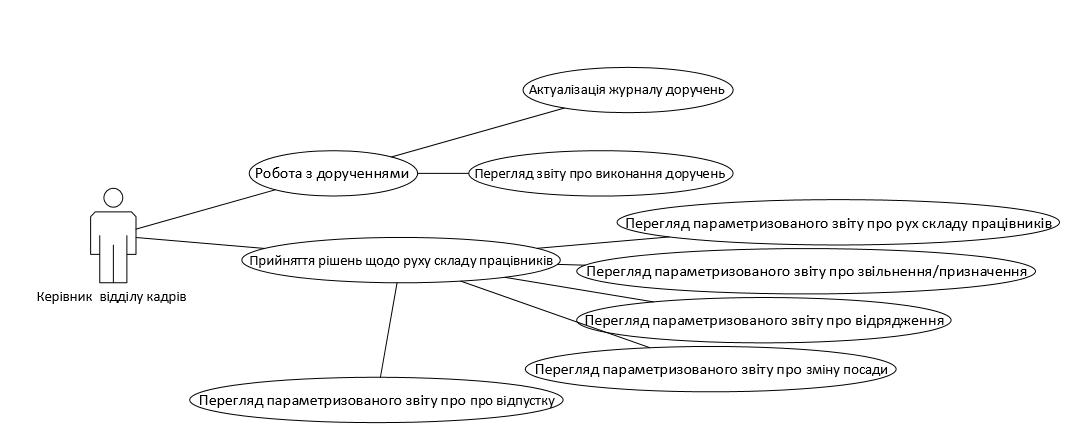 Актуалізація журналу доручень
Робота з дорученнями
Перегляд звіту про виконання доручень
Перегляд параметризованого звіту про рух складу працівників
Прийняття рішень щодо руху складу працівників
Перегляд параметризованого звіту про звільнення/призначення
Керівник відділу кадрів
Перегляд параметризованого звіту про відрядження
Перегляд параметризованого звіту про зміну посади
Перегляд параметризованого звіту про про відпустку